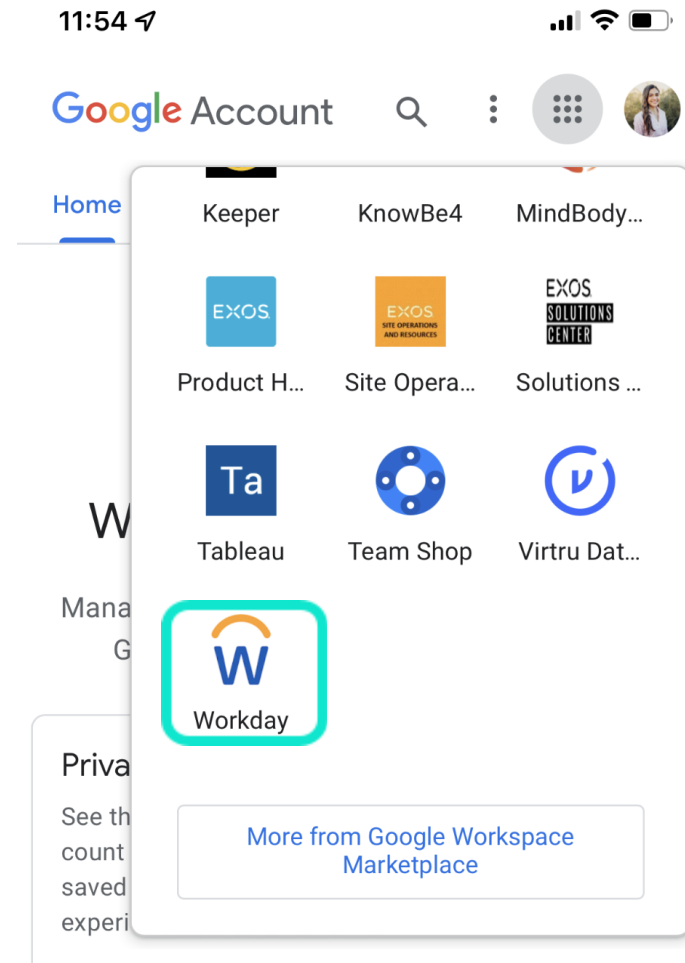 11:54
Google Account
Home
Keeper
KnowBe4
MindBody...
EXOS
EXOS
SITE OPERATIONS
AND RESOURCES
EXOS
SOLUTIONS
CENTER
Product H...
Site Opera...
Solutions ...
Ta
Tableau
Team Shop
Virtru Dat...
W
Mana
G
W
Workday
Priva
See th
count
saved
experi
More from Google Workspace
Marketplace